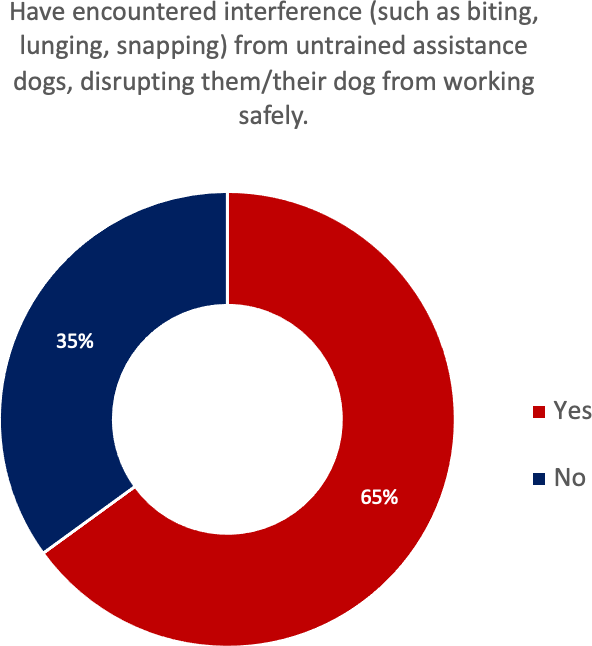 Have encountered interference (such as biting,
lunging, snapping) from untrained assistance
dogs, disrupting them/their dog from working
safely.
35%
Yes
No
65%